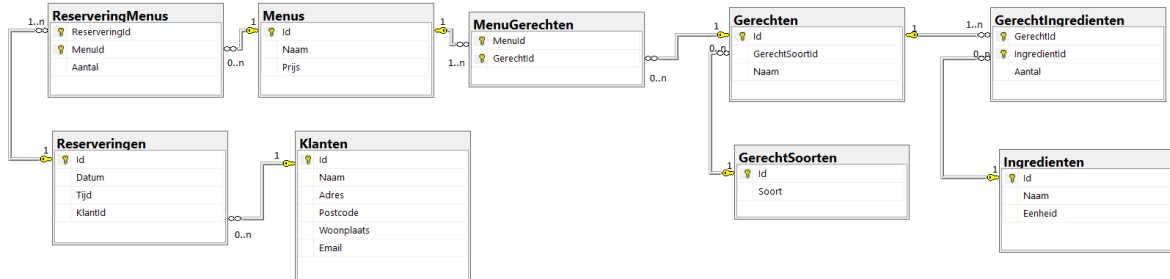 ReserveringMenus
ReserveringId
MenuId
Aantal
1..n
0..n
Menus
Id
Naam
Prijs
1
1
MenuGerechten
MenuId
GerechtId
1..n
0..n
Gerechten
Id
GerechtSoortId
Naam
1
0..n
1
GerechtIngredienten
GerechtId
IngredientId
Aantal
1..n
0..n
Reserveringen
Id
Datum
Tijd
KlantId
1
0..n
Klanten
Id
Naam
Adres
Postcode
Woonplaats
Email
1
GerechtSoorten
Id
Soort
1
Ingredienten
Id
Naam
Eenheid
1